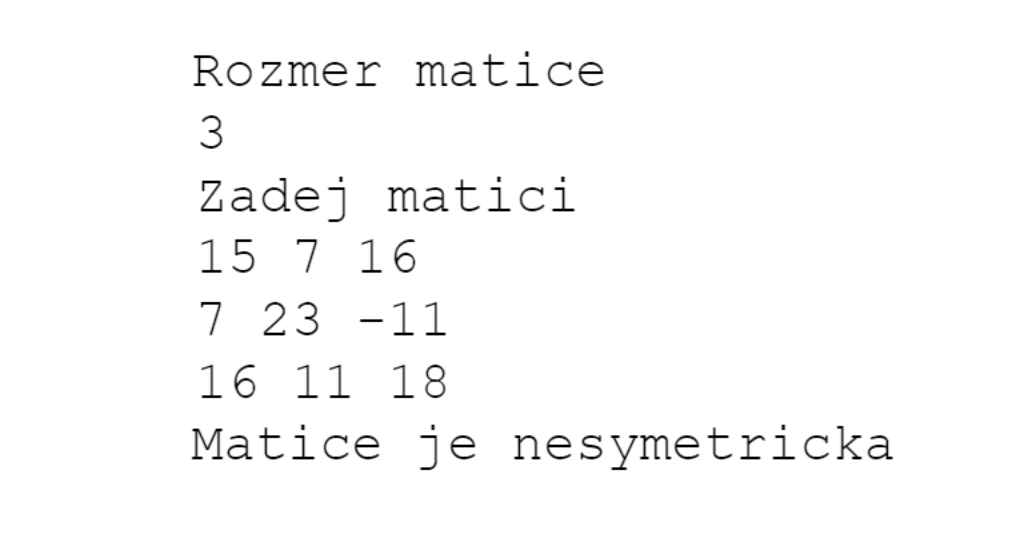 Rozmer matice
3
Zadej matici
15 7 16
7 23 -11
16 11 18
Matice je nesymetricka